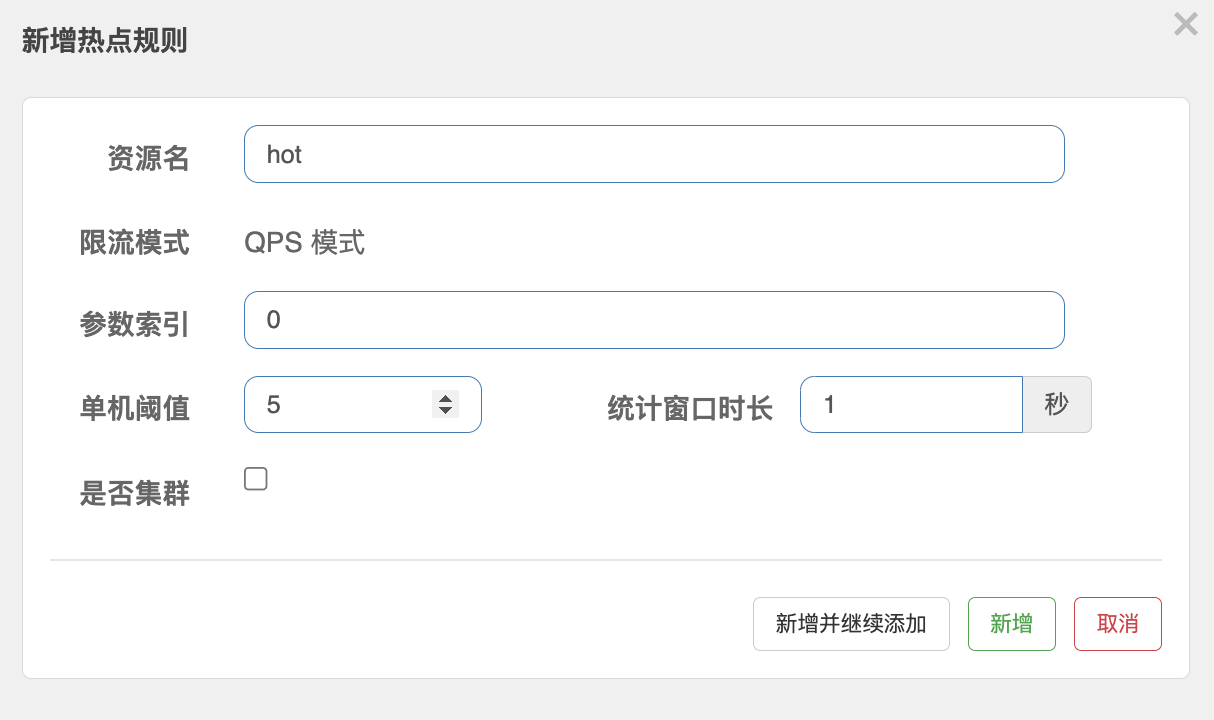 新增热点规则
资源名 hot
限流模式 QPS 模式
参数索引 0
单机阈值 5 统计窗口时长 1 秒
是否集群
新增并继续添加 新增 取消